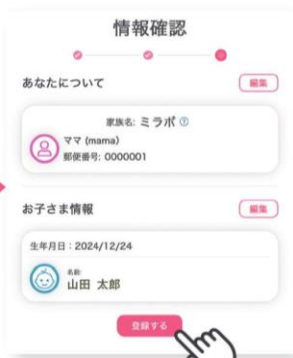 情報確認
あなたについて
編集
家族名: ミラボ ?
ママ (mama)
郵便番号: 0000001
お子さま情報
編集
生年月日：2024/12/24
名前:
山田 太郎
登録する